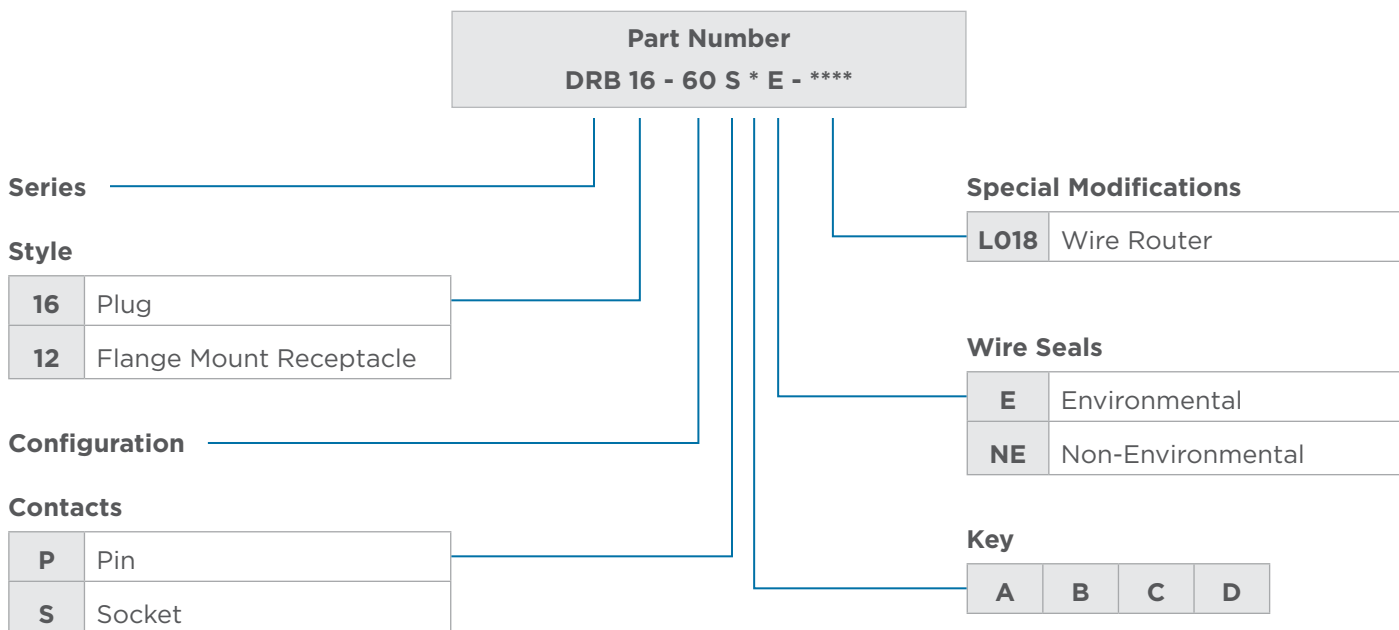 Part Number
DRB 16 - 60 S * E - ****
Series
Style
16 Plug
12 Flange Mount Receptacle
Configuration
Contacts
P Pin
S Socket
Special Modifications
L018 Wire Router
Wire Seals
E Environmental
NE Non-Environmental
Key
A B C D